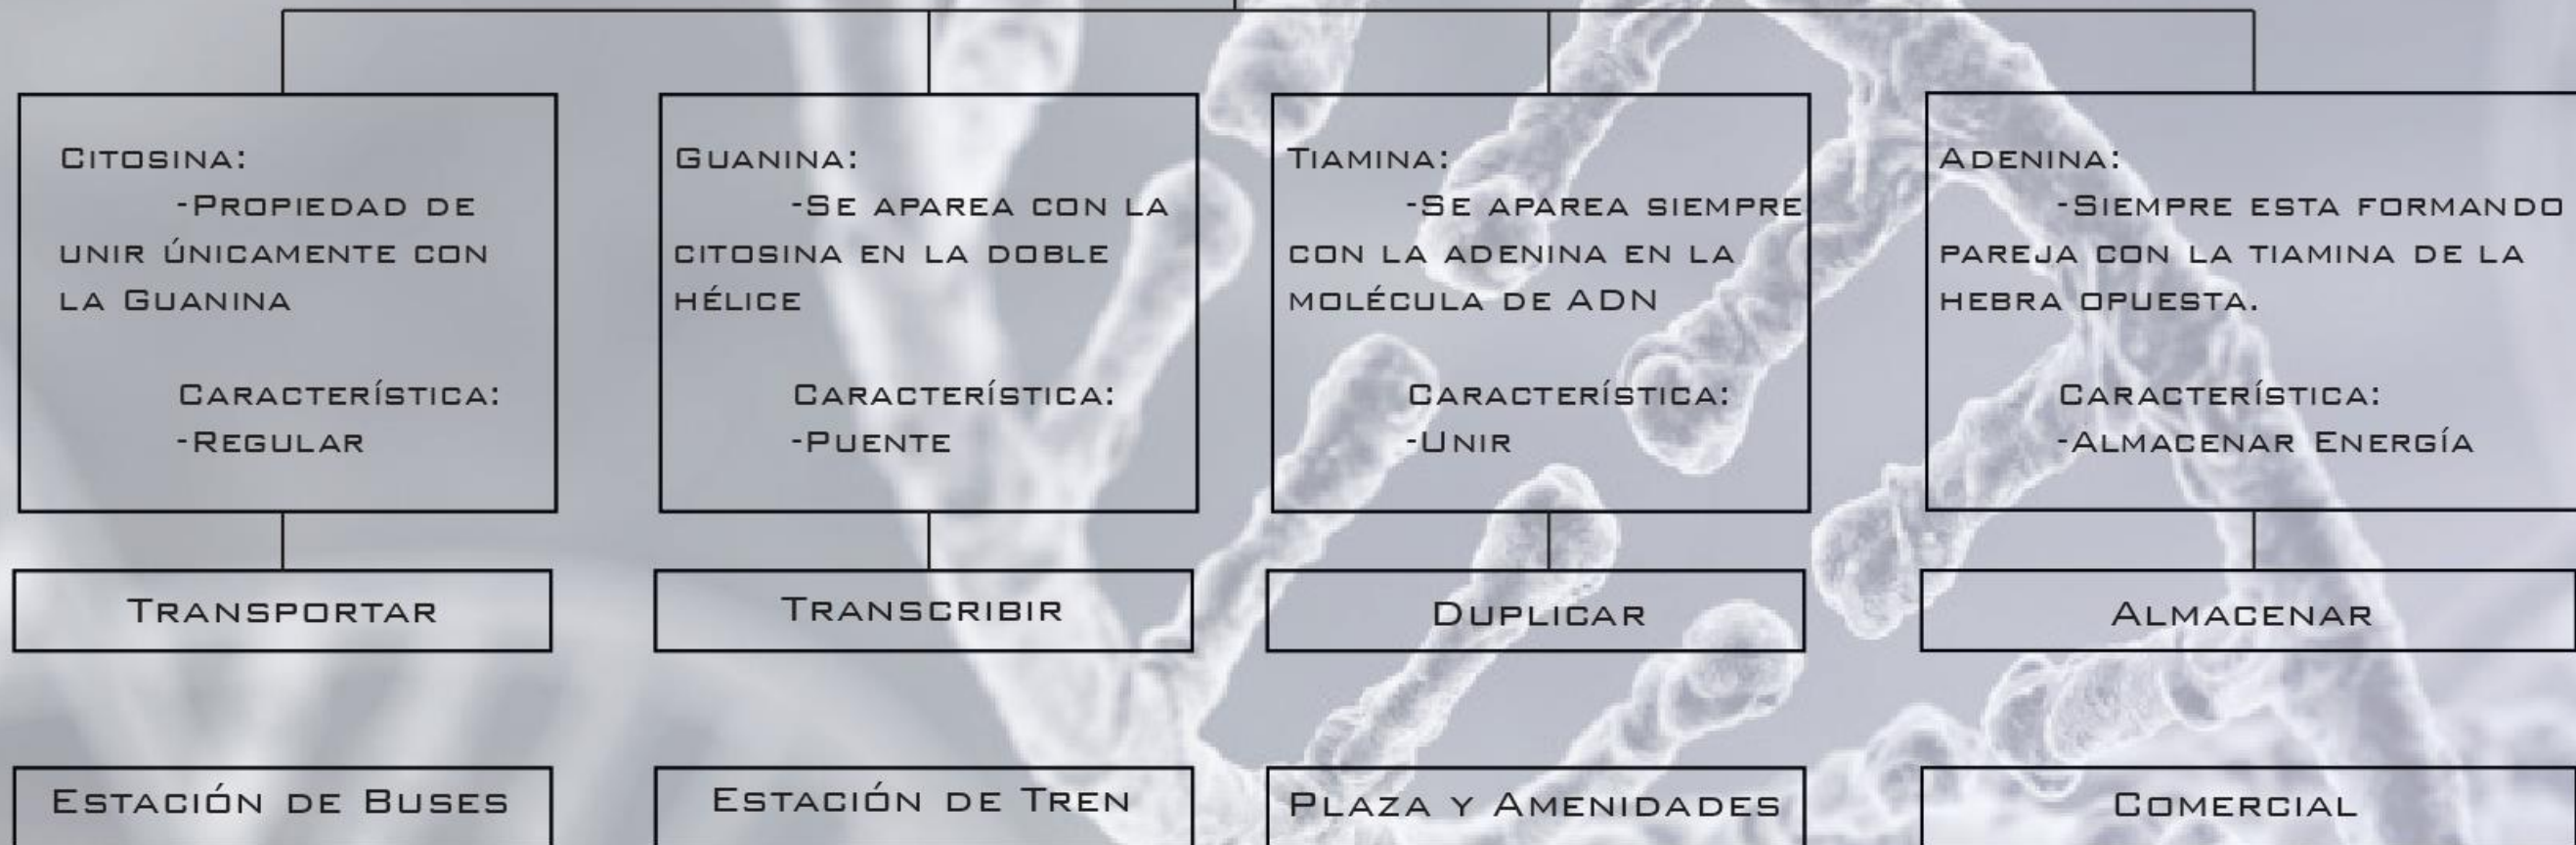 Citosina:
-Propiedad de
unir únicamente con
la Guanina
Característica:
-Regular
Guanina:
-Se aparea con la
citosina en la doble
hélice
Característica:
-Puente
Tiamina:
-Se aparea siempre
con la adenina en la
molécula de ADN
Característica:
-Unir
Adenina:
-Siempre esta formando
pareja con la tiamina de la
hebra opuesta.
Característica:
-Almacenar Energía
Transportar
Transcribir
Duplicar
Almacenar
Estación de Buses
Estación de Tren
Plaza y Amenidades
Comercial